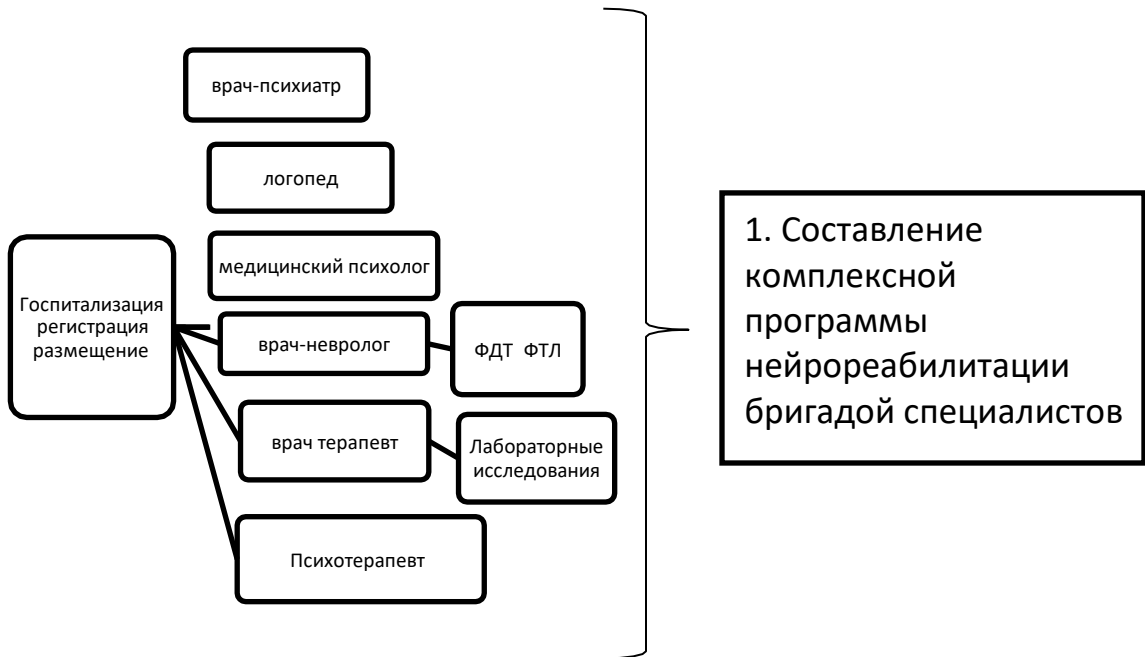 врач-психиатр
логопед
медицинский психолог
Госпитализация
регистрация
размещение
врач-невролог
ФДТ ФТЛ
врач терапевт
Лабораторные
исследования
Психотерапевт
1. Составление
комплексной
программы
нейрореабилитации
бригадой специалистов